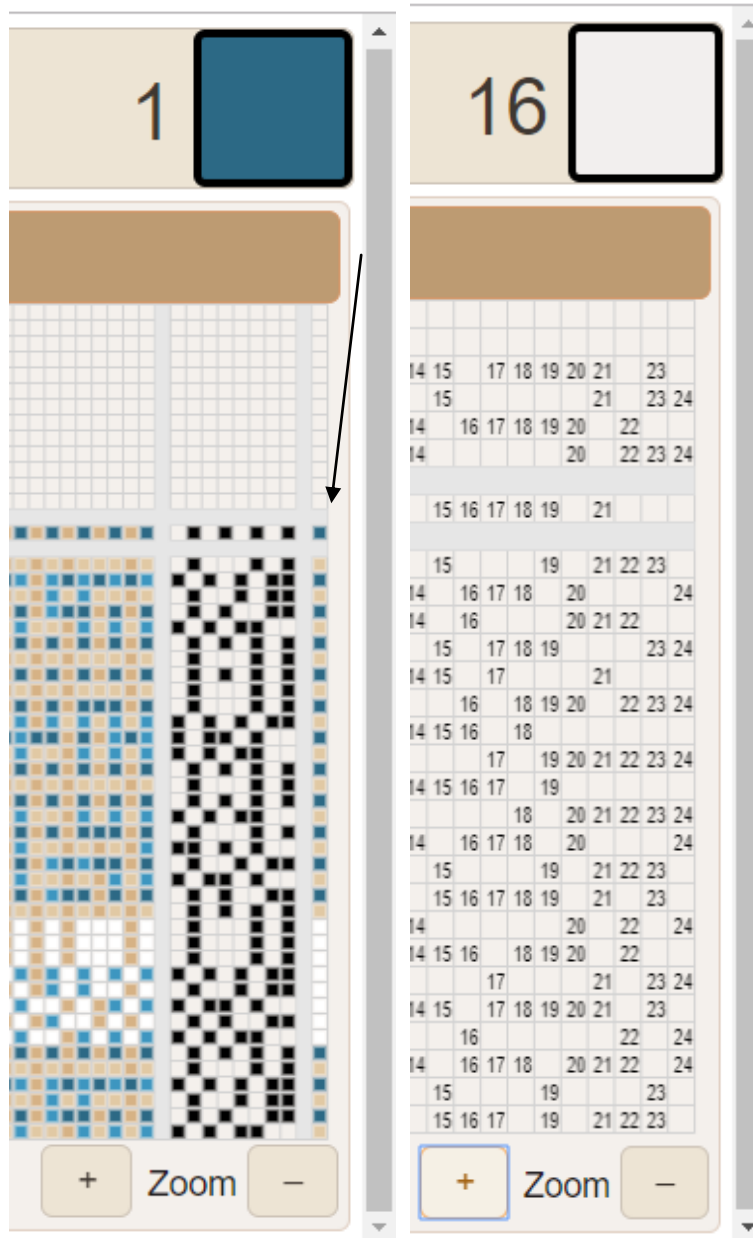 1
+ Zoom –
16
14 15 17 18 19 20 21 23
15 21 23 24
14 16 17 18 19 20 22
14 20 22 23 24
15 16 17 18 19 21
15 19 21 22 23
14 16 17 18 20 24
14 16 20 21 22
15 17 18 19 23 24
14 15 17 21
16 18 19 20 22 23 24
14 15 16 18
17 19 20 21 22 23 24
14 15 16 17 19
18 20 21 22 23 24
14 16 17 18 20 24
15 19 21 22 23
15 16 17 18 19 21 23
14 20 22 24
14 15 16 18 19 20 22
17 21 23 24
14 15 17 18 19 20 21 23
16 22 24
14 16 17 18 20 21 22 24
15 19 23
15 16 17 19 21 22 23
+ Zoom –